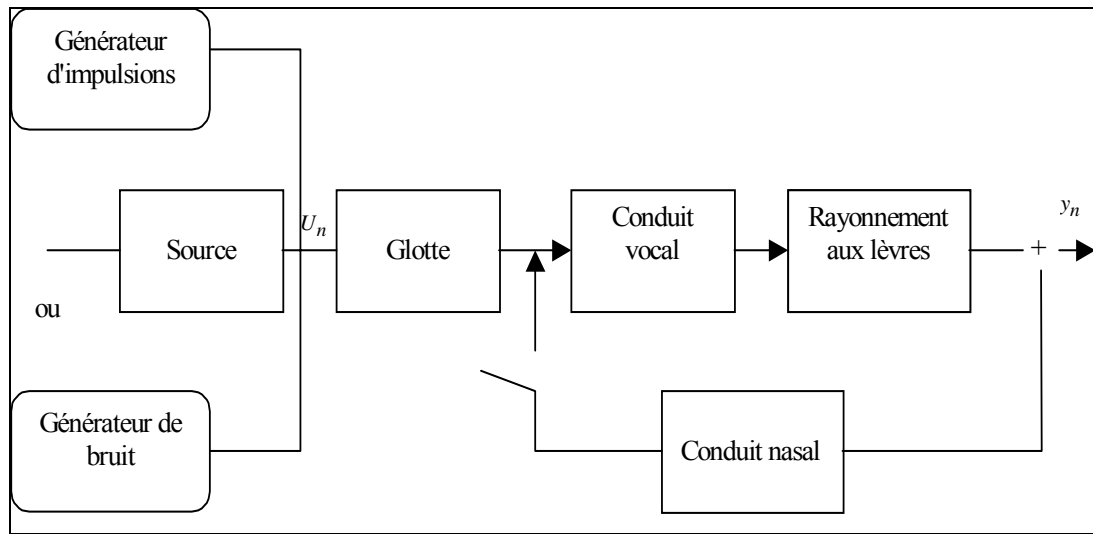 Générateur
d'impulsions
U_n
y_n
Source
Glotte
Conduit
vocal
Rayonnement
aux lèvres
+
ou
Générateur de
bruit
Conduit nasal